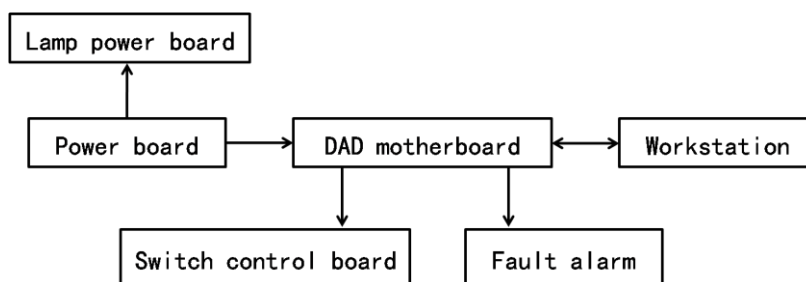 Lamp power board
Power board
DAD motherboard
Workstation
Switch control board
Fault alarm